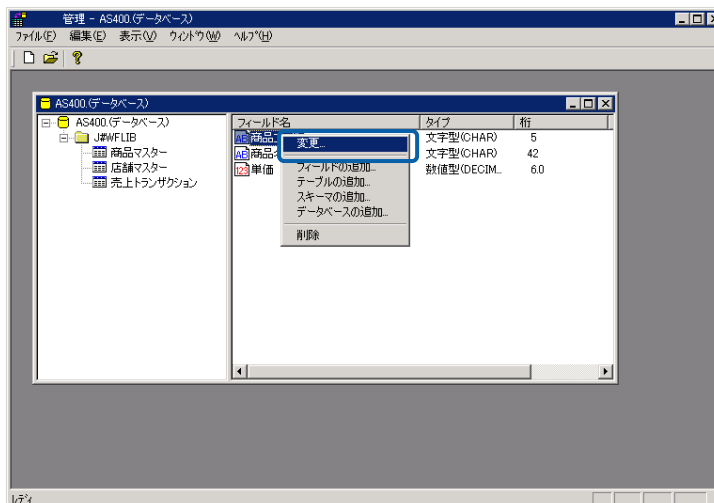 管理 - AS400.(データベース)
ファイル(F) 編集(E) 表示(V) ウィンドウ(W) ヘルプ(H)
AS400.(データベース)
AS400.(データベース)
J#WFLIB
商品マスター
店舗マスター
売上トランザクション
フィールド名 タイプ 桁
商品 文字型(CHAR) 5
商品 文字型(CHAR) 42
単価 数値型(DECIM... 6.0
変更...
フィールドの追加...
テーブルの追加...
スキーマの追加...
データベースの追加...
削除
レディ